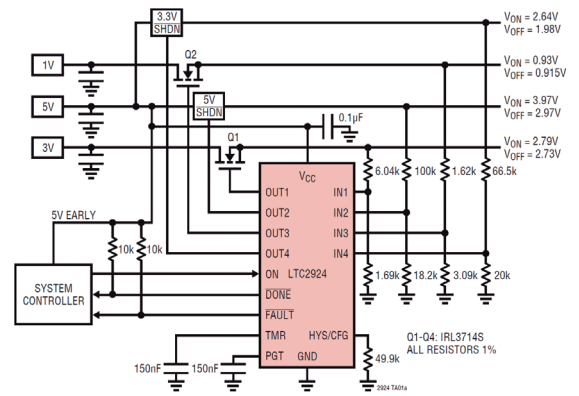 3.3V
SHDN
VON = 2.64V
VOFF = 1.98V
Q2
1V
VON = 0.93V
VOFF = 0.915V
5V
5V
SHDN
VON = 3.97V
VOFF = 2.97V
0.1µF
Q1
3V
VON = 2.79V
VOFF = 2.73V
VCC
6.04k
100k
1.62k
66.5k
OUT1
IN1
OUT2
IN2
5V EARLY
OUT3
IN3
10k
10k
OUT4
IN4
SYSTEM
CONTROLLER
ON
LTC2924
1.69k
18.2k
3.09k
20k
DONE
FAULT
TMR
HYS/CFG
Q1-Q4: IRL3714S
ALL RESISTORS 1%
150nF
150nF
PGT
GND
49.9k
2924 TA01a